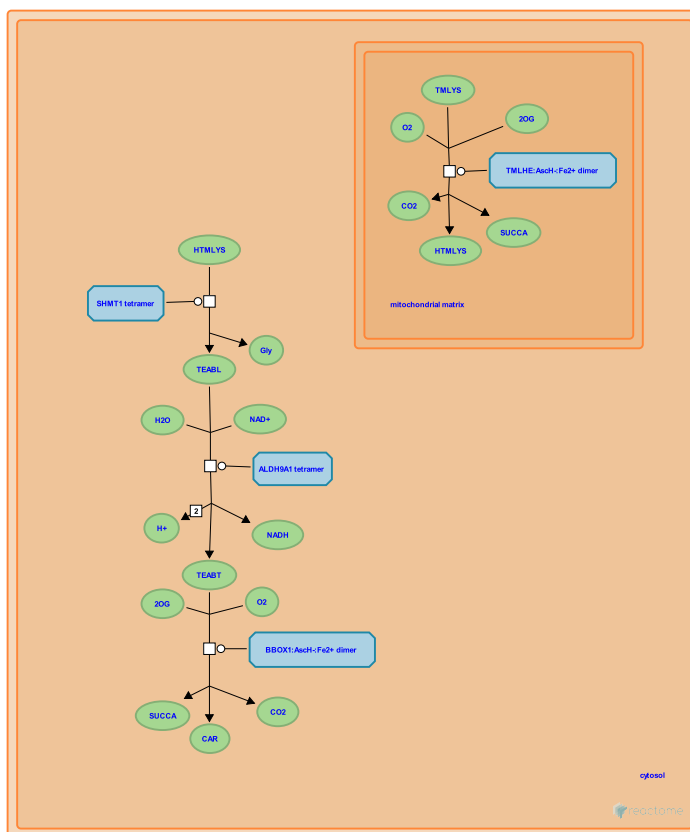 TMLYS
O2
2OG
TMLHE:AscH-:Fe2+ dimer
CO2
SUCCA
HTMLYS
mitochondrial matrix
HTMLYS
SHMT1 tetramer
Gly
TEABL
H2O
NAD+
ALDH9A1 tetramer
2
H+
NADH
TEABT
2OG
O2
BBOX1:AscH-:Fe2+ dimer
SUCCA
CO2
CAR
cytosol
reactome